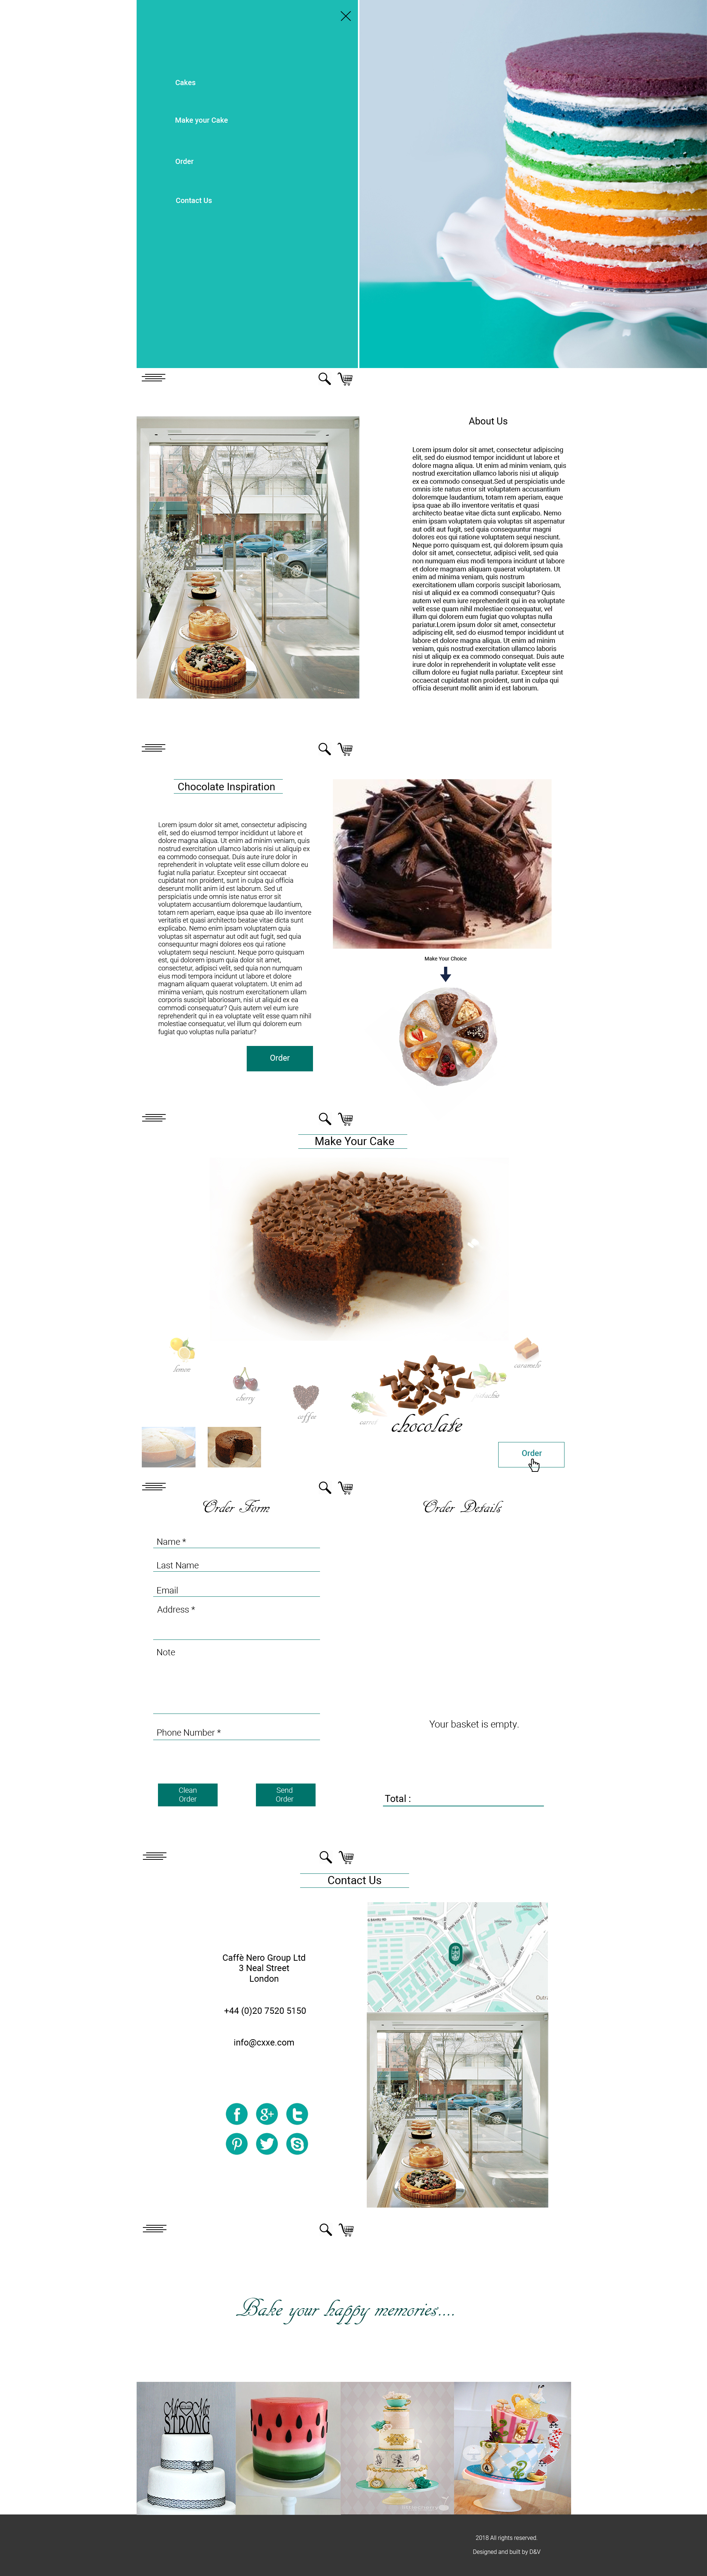 Cakes
Make your Cake
Order
Contact Us
About Us
Lorem ipsum dolor sit amet, consectetur adipiscing
elit, sed do eiusmod tempor incididunt ut labore et
dolore magna aliqua. Ut enim ad minim veniam, quis
nostrud exercitation ullamco laboris nisi ut aliquip
ex ea commodo consequat.Sed ut perspiciatis unde
omnis iste natus error sit voluptatem accusantium
doloremque laudantium, totam rem aperiam, eaque
ipsa quae ab illo inventore veritatis et quasi
architecto beatae vitae dicta sunt explicabo. Nemo
enim ipsam voluptatem quia voluptas sit aspernatur
aut odit aut fugit, sed quia consequuntur magni
dolores eos qui ratione voluptatem sequi nesciunt.
Neque porro quisquam est, qui dolorem ipsum quia
dolor sit amet, consectetur, adipisci velit, sed quia
non numquam eius modi tempora incidunt ut labore
et dolore magnam aliquam quaerat voluptatem. Ut
enim ad minima veniam, quis nostrum
exercitationem ullam corporis suscipit laboriosam,
nisi ut aliquid ex ea commodi consequatur? Quis
autem vel eum iure reprehenderit qui in ea voluptate
velit esse quam nihil molestiae consequatur, vel
illum qui dolorem eum fugiat quo voluptas nulla
pariatur.Lorem ipsum dolor sit amet, consectetur
adipiscing elit, sed do eiusmod tempor incididunt ut
labore et dolore magna aliqua. Ut enim ad minim
veniam, quis nostrud exercitation ullamco laboris
nisi ut aliquip ex ea commodo consequat. Duis aute
irure dolor in reprehenderit in voluptate velit esse
cillum dolore eu fugiat nulla pariatur. Excepteur sint
occaecat cupidatat non proident, sunt in culpa qui
officia deserunt mollit anim id est laborum.
Chocolate Inspiration
Lorem ipsum dolor sit amet, consectetur adipiscing
elit, sed do eiusmod tempor incididunt ut labore et
dolore magna aliqua. Ut enim ad minim veniam, quis
nostrud exercitation ullamco laboris nisi ut aliquip ex
ea commodo consequat. Duis aute irure dolor in
reprehenderit in voluptate velit esse cillum dolore eu
fugiat nulla pariatur. Excepteur sint occaecat
cupidatat non proident, sunt in culpa qui officia
deserunt mollit anim id est laborum. Sed ut
perspiciatis unde omnis iste natus error sit
voluptatem accusantium doloremque laudantium,
totam rem aperiam, eaque ipsa quae ab illo inventore
veritatis et quasi architecto beatae vitae dicta sunt
explicabo. Nemo enim ipsam voluptatem quia
voluptas sit aspernatur aut odit aut fugit, sed quia
consequuntur magni dolores eos qui ratione
voluptatem sequi nesciunt. Neque porro quisquam
est, qui dolorem ipsum quia dolor sit amet,
consectetur, adipisci velit, sed quia non numquam
eius modi tempora incidunt ut labore et dolore
magnam aliquam quaerat voluptatem. Ut enim ad
minima veniam, quis nostrum exercitationem ullam
corporis suscipit laboriosam, nisi ut aliquid ex ea
commodi consequatur? Quis autem vel eum iure
reprehenderit qui in ea voluptate velit esse quam nihil
molestiae consequatur, vel illum qui dolorem eum
fugiat quo voluptas nulla pariatur?
Order
Make Your Choice
Make Your Cake
lemon
cherry
coffee
carrot
chocolate
pistachio
caramelo
Order
Order Form
Name *
Last Name
Email
Address *
Note
Phone Number *
Clean
Order
Send
Order
Order Details
Your basket is empty.
Total :
Contact Us
Caffè Nero Group Ltd
3 Neal Street
London
+44 (0)20 7520 5150
info@cxxe.com
Bake your happy memories....
STRONG
2018 All rights reserved.
Designed and built by D&V